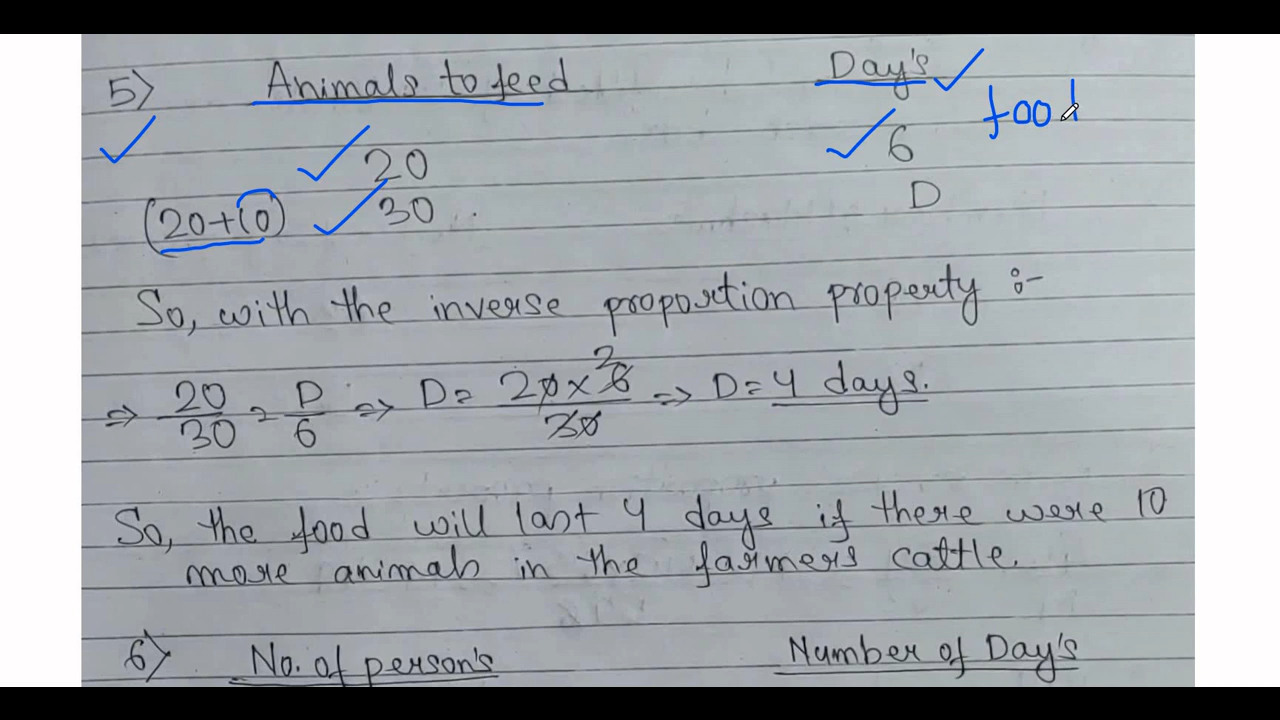 5) Animals to feed Day's
food
20 6
(20+10) 30 D
So, with the inverse proportion property :-
⇒ 20/30 = D/6 ⇒ D = 20×6/30 2 ⇒ D = 4 days.
So, the food will last 4 days if there were 10
more animals in the farmers cattle.
6) No. of person's Number of Day's